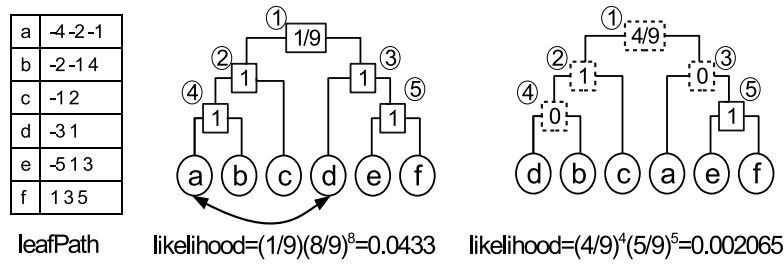 a -4-2-1
b -2-1 4
c -1 2
d -3 1
e -5 1 3
f 1 3 5
leafPath
① 1/9
② 1 1 ③
④ 1 1 ⑤
a b c d e f
likelihood=(1/9)(8/9)⁸=0.0433
① 4/9
② 1 0 ③
④ 0 1 ⑤
d b c a e f
likelihood=(4/9)⁴(5/9)⁵=0.002065